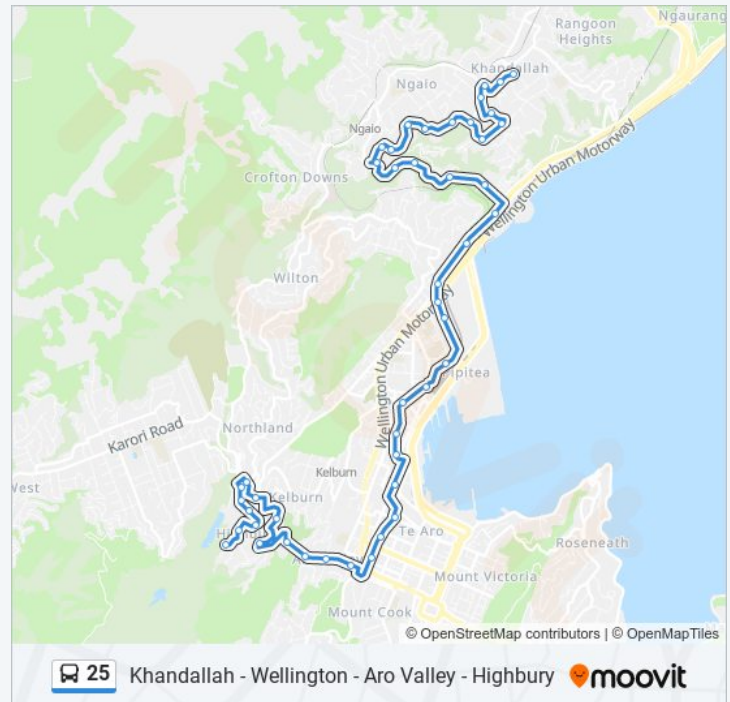 Ngaurang
Rangoon
Heights
Khandallah
Ngaio
Ngaio
Crofton Downs
Wellington Urban Motorway
Wilton
Wellington Urban Motorway
ipitea
Karori Road
Northland
West
Kelburn
Kelburn
Te Aro
Roseneath
Mount Victoria
Mount Cook
© OpenStreetMap contributors | © OpenMapTiles
25 Khandallah - Wellington - Aro Valley - Highbury moovit